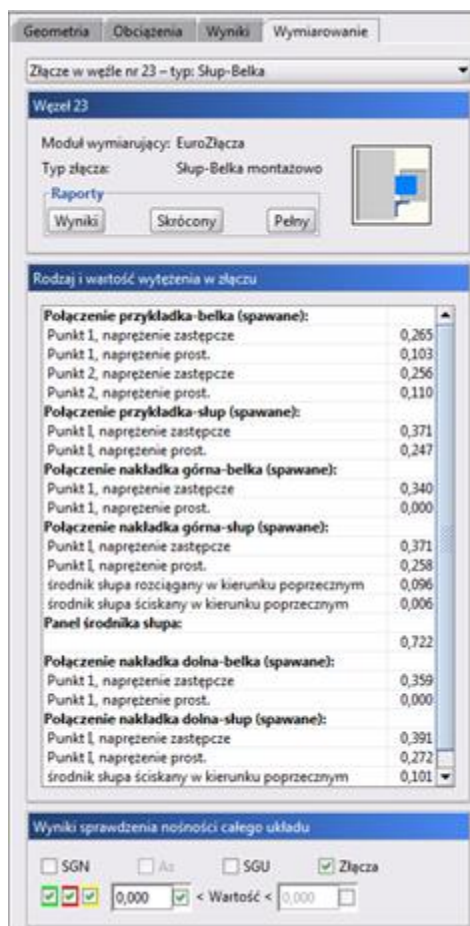 Geometria Obciążenia Wyniki Wymiarowanie
Złącze w węźle nr 23 – typ: Słup-Belka
Węzeł 23
Moduł wymiarujący: EuroZłącza
Typ złącza: Słup-Belka montażowo
Raporty
Wyniki Skrócony Pełny
Rodzaj i wartość wytężenia w złączu
Połączenie przykładka-belka (spawane):
Punkt 1, naprężenie zastępcze 0,265
Punkt 1, naprężenie prost. 0,103
Punkt 2, naprężenie zastępcze 0,256
Punkt 2, naprężenie prost. 0,110
Połączenie przykładka-słup (spawane):
Punkt I, naprężenie zastępcze 0,371
Punkt I, naprężenie prost. 0,247
Połączenie nakładka górna-belka (spawane):
Punkt 1, naprężenie zastępcze 0,340
Punkt 1, naprężenie prost. 0,000
Połączenie nakładka górna-słup (spawane):
Punkt I, naprężenie zastępcze 0,371
Punkt I, naprężenie prost. 0,258
środnik słupa rozciągany w kierunku poprzecznym 0,096
środnik słupa ściskany w kierunku poprzecznym 0,006
Panel środnika słupa:
0,722
Połączenie nakładka dolna-belka (spawane):
Punkt 1, naprężenie zastępcze 0,359
Punkt 1, naprężenie prost. 0,000
Połączenie nakładka dolna-słup (spawane):
Punkt I, naprężenie zastępcze 0,391
Punkt I, naprężenie prost. 0,272
środnik słupa ściskany w kierunku poprzecznym 0,101
Wyniki sprawdzenia nośności całego układu
SGN As SGU Złącza
0,000 < Wartość < 0,000